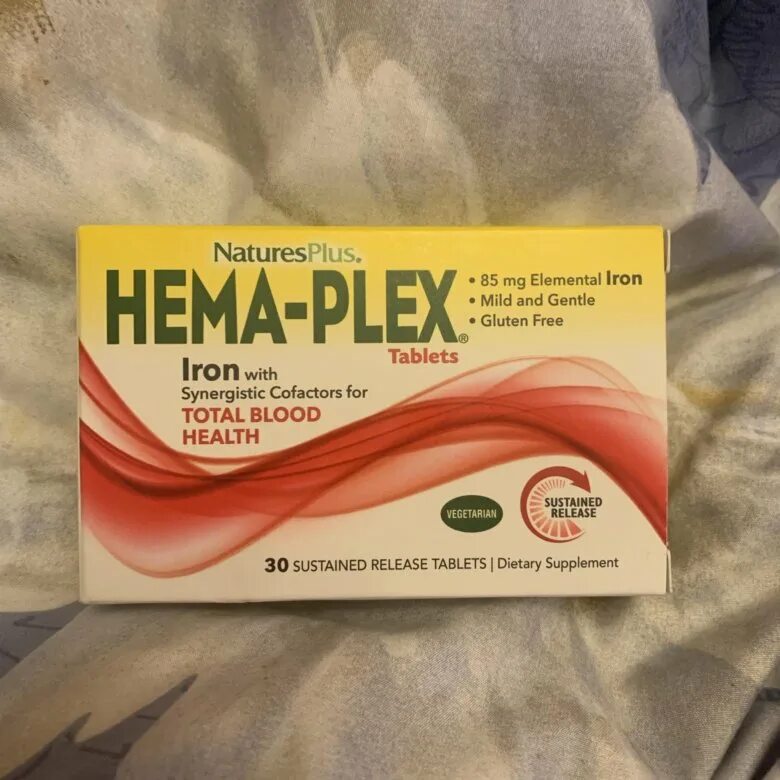 NaturesPlus.
HEMA-PLEX®
Tablets
• 85 mg Elemental Iron
• Mild and Gentle
• Gluten Free
Iron with
Synergistic Cofactors for
TOTAL BLOOD
HEALTH
VEGETARIAN
SUSTAINED
RELEASE
30 SUSTAINED RELEASE TABLETS | Dietary Supplement